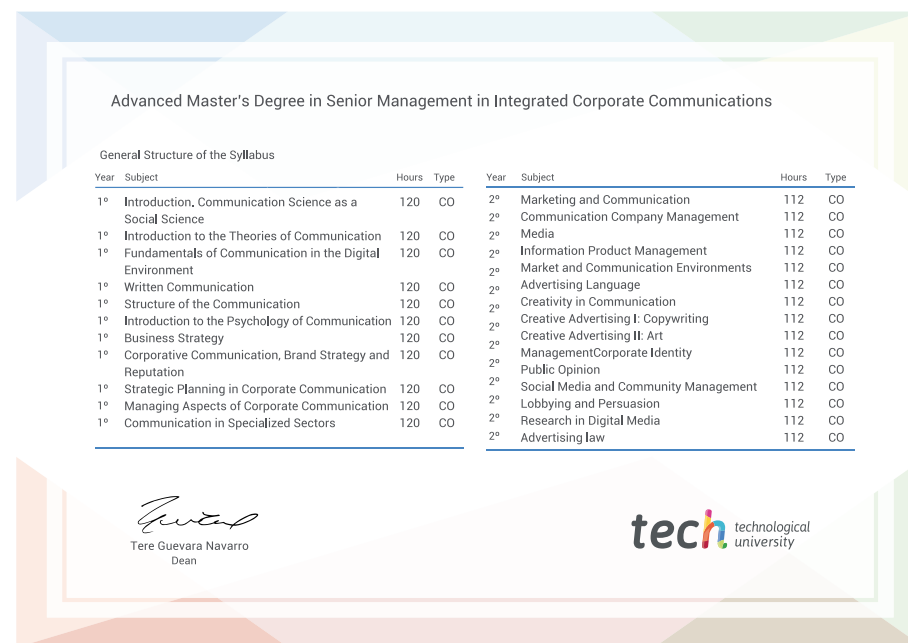 Advanced Master's Degree in Senior Management in Integrated Corporate Communications
General Structure of the Syllabus
Year Subject Hours Type
1º Introduction. Communication Science as a 120 CO
Social Science
1º Introduction to the Theories of Communication 120 CO
1º Fundamentals of Communication in the Digital 120 CO
Environment
1º Written Communication 120 CO
1º Structure of the Communication 120 CO
1º Introduction to the Psychology of Communication 120 CO
1º Business Strategy 120 CO
1º Corporative Communication, Brand Strategy and 120 CO
Reputation
1º Strategic Planning in Corporate Communication 120 CO
1º Managing Aspects of Corporate Communication 120 CO
1º Communication in Specialized Sectors 120 CO
Year Subject Hours Type
2º Marketing and Communication 112 CO
2º Communication Company Management 112 CO
2º Media 112 CO
2º Information Product Management 112 CO
2º Market and Communication Environments 112 CO
2º Advertising Language 112 CO
2º Creativity in Communication 112 CO
2º Creative Advertising I: Copywriting 112 CO
Creative Advertising II: Art 112 CO
2º ManagementCorporate Identity 112 CO
2º Public Opinion 112 CO
2º Social Media and Community Management 112 CO
2º Lobbying and Persuasion 112 CO
2º Research in Digital Media 112 CO
2º Advertising law 112 CO
Tere Guevara Navarro
Dean
tech technological
university